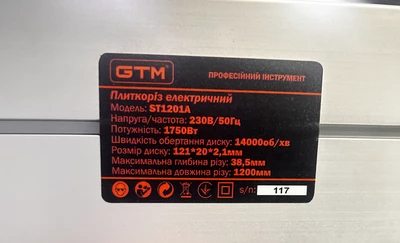 GTM
ПРОФЕСІЙНИЙ ІНСТРУМЕНТ
Плиткоріз електричний
Модель: ST1201A
Напруга/частота: 230В/50Гц
Потужність: 1750Вт
Швидкість обертання диску: 14000об/хв
Розмір диску: 121*20*2,1мм
Максимальна глибина різу: 38,5мм
Максимальна довжина різу: 1200мм
s/n: 117